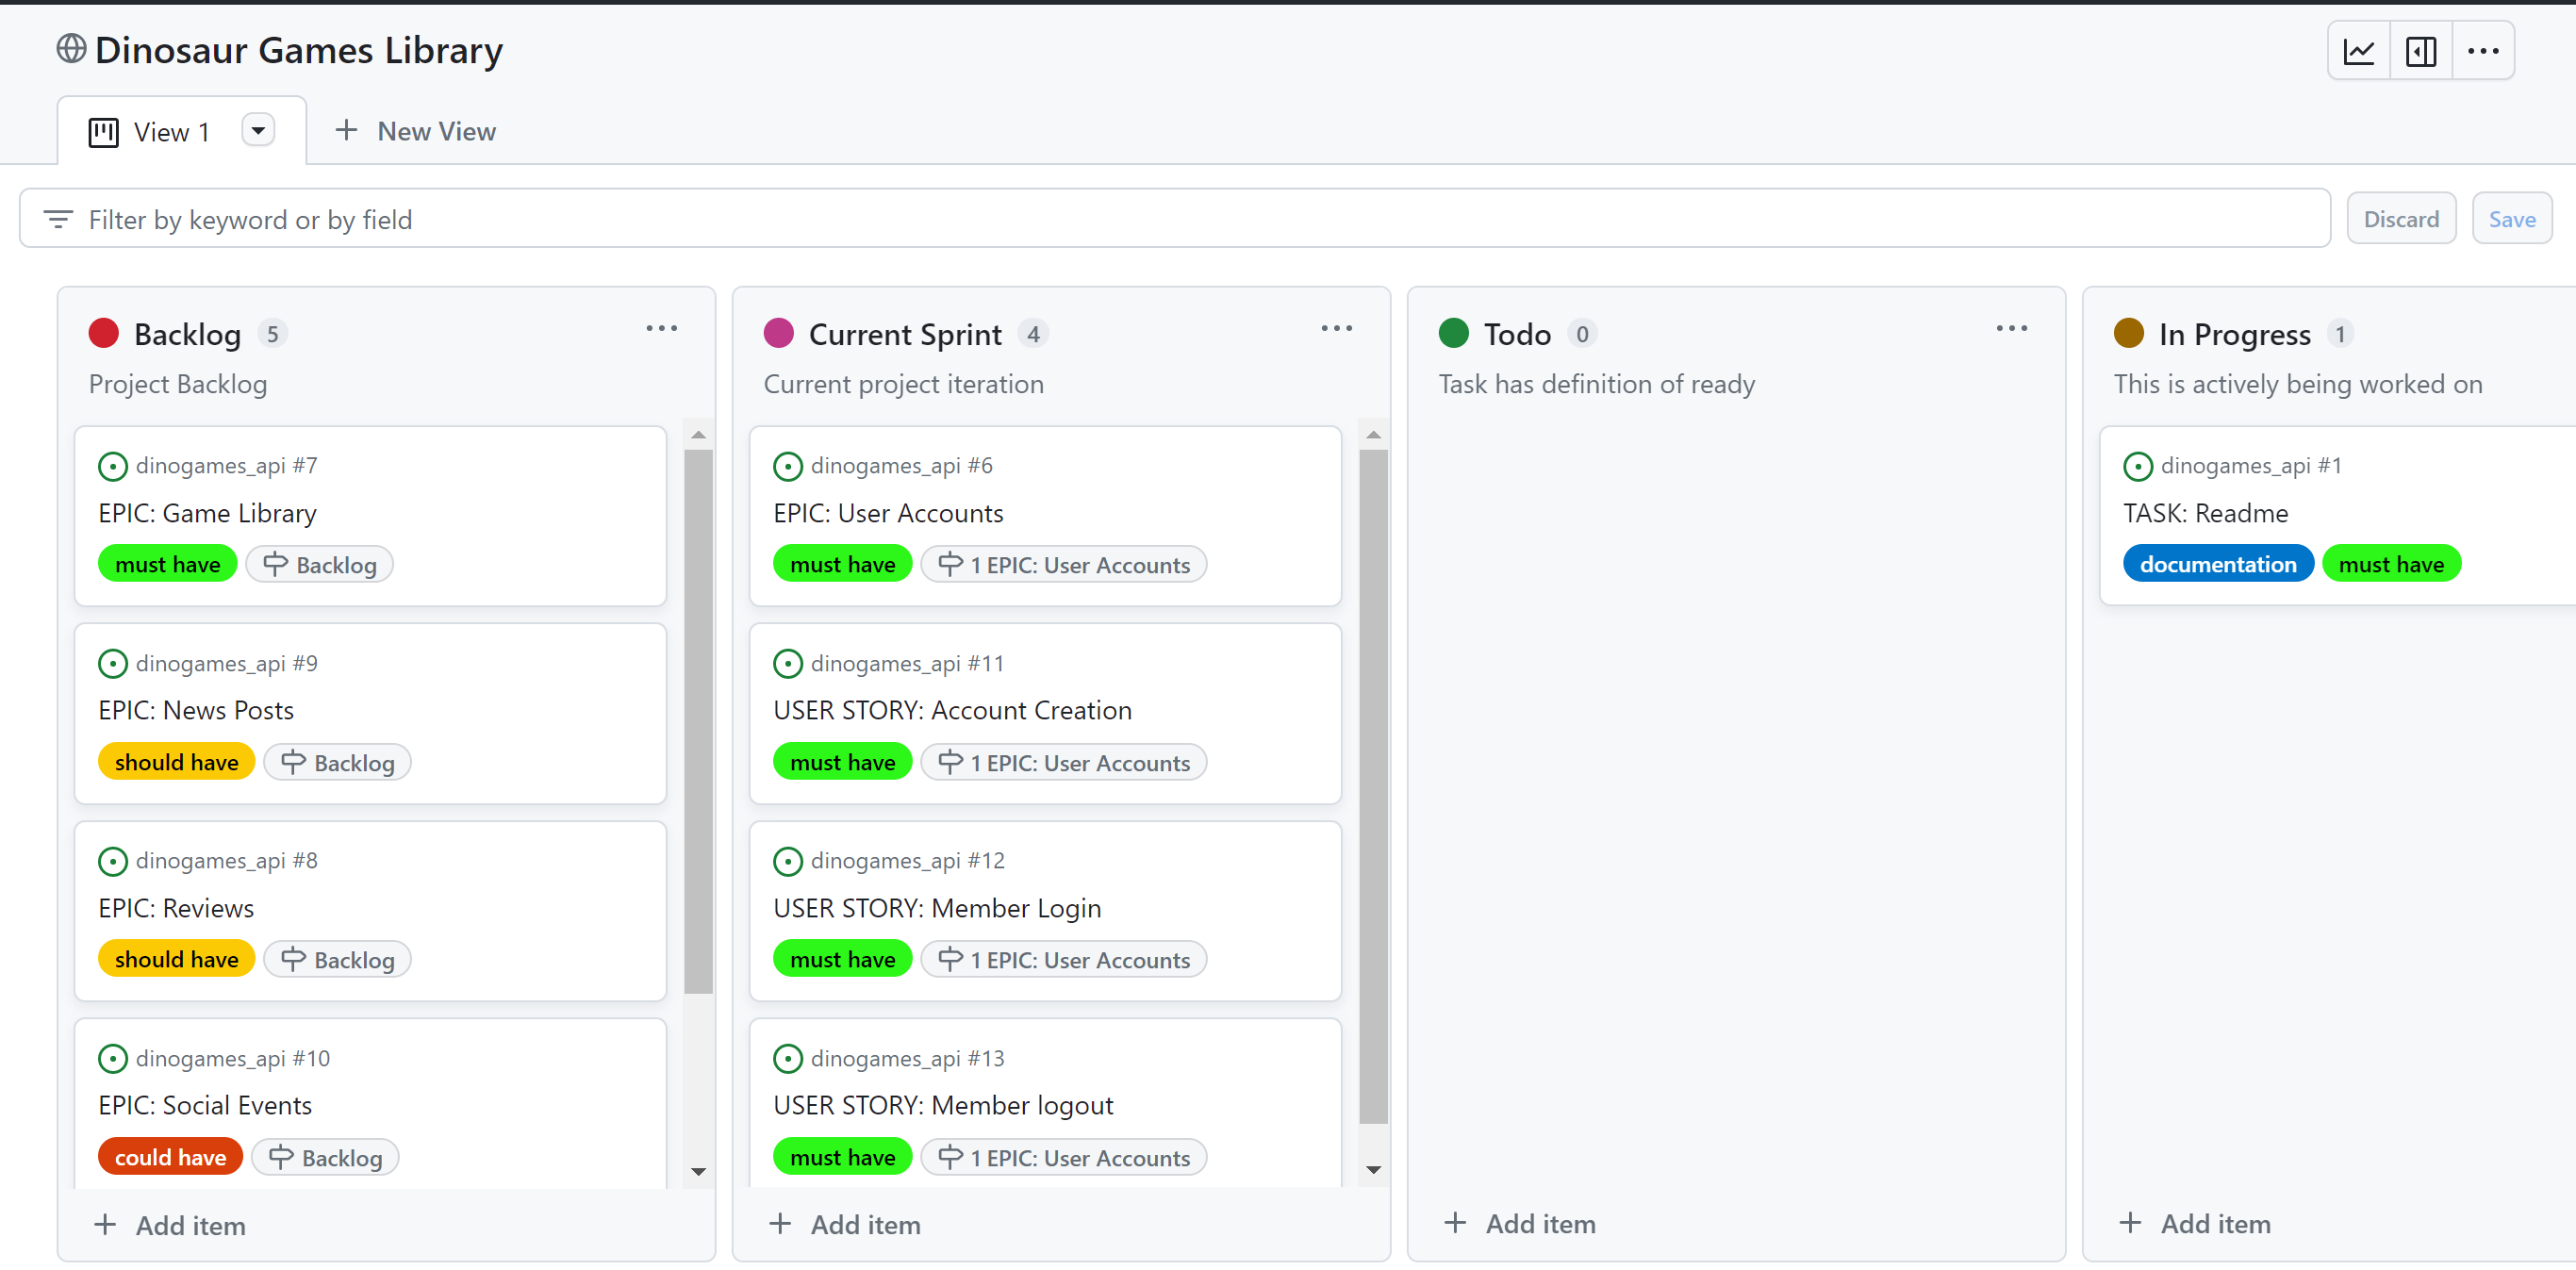 Dinosaur Games Library
View 1
New View
Filter by keyword or by field
Discard
Save
Backlog 5
Project Backlog
dinogames_api #7
EPIC: Game Library
must have
Backlog
dinogames_api #9
EPIC: News Posts
should have
Backlog
dinogames_api #8
EPIC: Reviews
should have
Backlog
dinogames_api #10
EPIC: Social Events
could have
Backlog
Add item
Current Sprint 4
Current project iteration
dinogames_api #6
EPIC: User Accounts
must have
1 EPIC: User Accounts
dinogames_api #11
USER STORY: Account Creation
must have
1 EPIC: User Accounts
dinogames_api #12
USER STORY: Member Login
must have
1 EPIC: User Accounts
dinogames_api #13
USER STORY: Member logout
must have
1 EPIC: User Accounts
Add item
Todo 0
Task has definition of ready
Add item
In Progress 1
This is actively being worked on
dinogames_api #1
TASK: Readme
documentation
must have
Add item